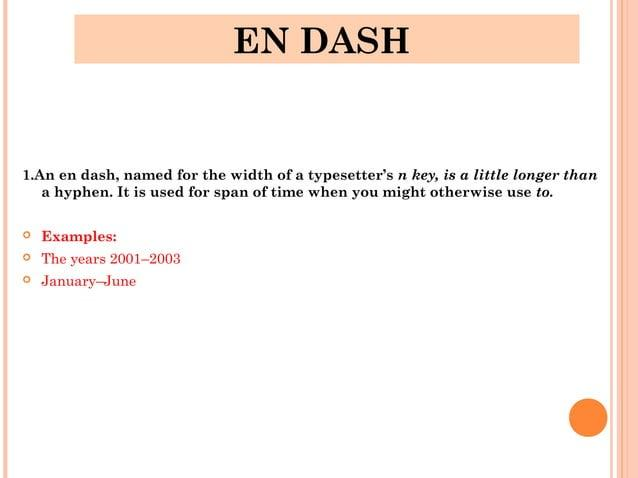 EN DASH
1.An en dash, named for the width of a typesetter’s n key, is a little longer than
a hyphen. It is used for span of time when you might otherwise use to.
Examples:
The years 2001–2003
January–June